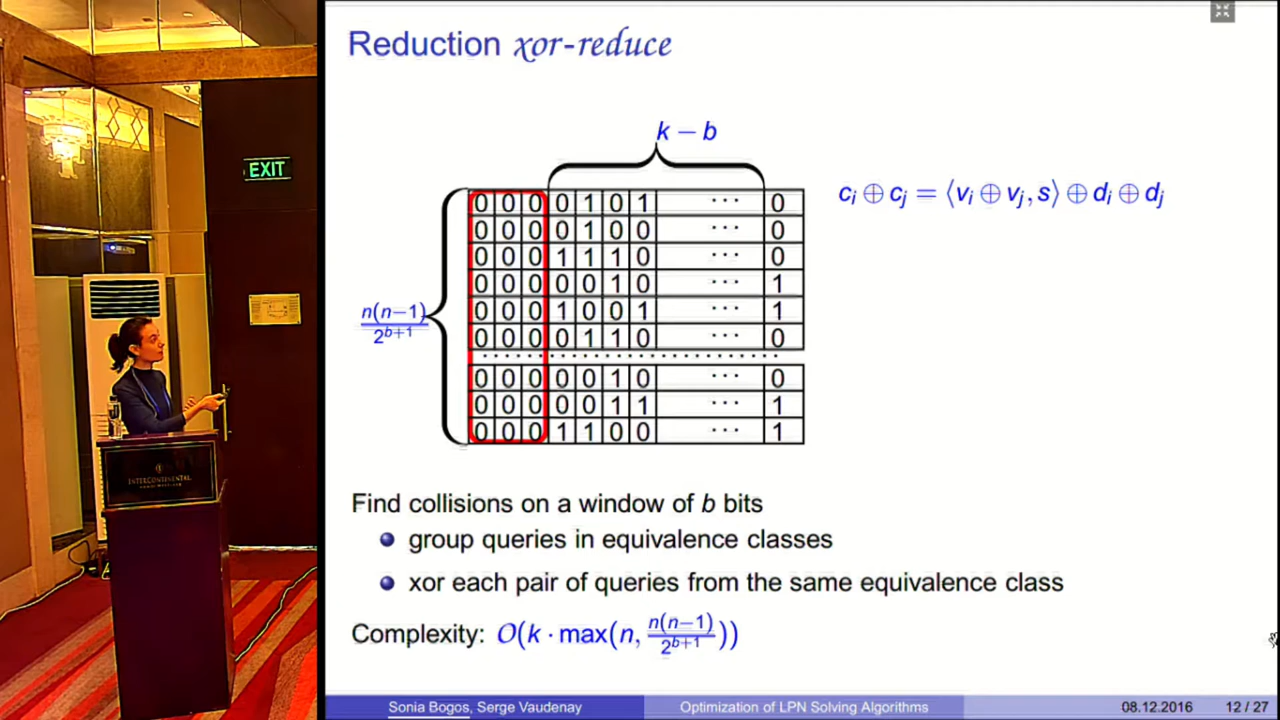 Reduction xor-reduce
k − b
c_i ⊕ c_j = ⟨v_i ⊕ v_j, s⟩ ⊕ d_i ⊕ d_j
n(n−1)
2^{b+1}
0 0 0 0 1 0 1 ··· 0
0 0 0 0 1 0 0 ··· 0
0 0 0 1 1 1 0 ··· 0
0 0 0 0 0 1 0 ··· 1
0 0 0 1 0 0 1 ··· 1
0 0 0 0 1 1 0 ··· 0
0 0 0 0 0 1 0 ··· 0
0 0 0 0 0 1 1 ··· 1
0 0 0 1 1 0 0 ··· 1
EXIT
INTERCONTINENTAL
Find collisions on a window of b bits
group queries in equivalence classes
xor each pair of queries from the same equivalence class
Complexity: O(k · max(n, n(n−1)/2^{b+1}))
Sonia Bogos, Serge Vaudenay Optimization of LPN Solving Algorithms 08.12.2016 12 / 27